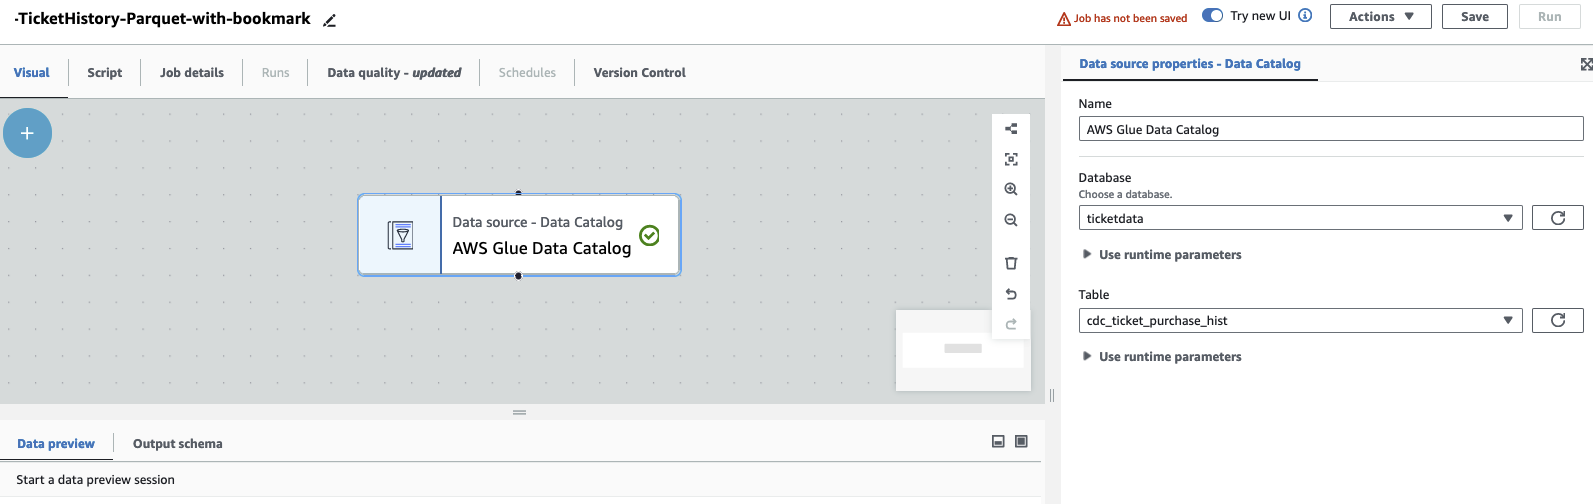 -TicketHistory-Parquet-with-bookmark
Job has not been saved
Try new UI
Actions
Save
Run
Visual
Script
Job details
Runs
Data quality - updated
Schedules
Version Control
Data source - Data Catalog
AWS Glue Data Catalog
Data preview
Output schema
Start a data preview session
Data source properties - Data Catalog
Name
AWS Glue Data Catalog
Database
Choose a database.
ticketdata
Use runtime parameters
Table
cdc_ticket_purchase_hist
Use runtime parameters